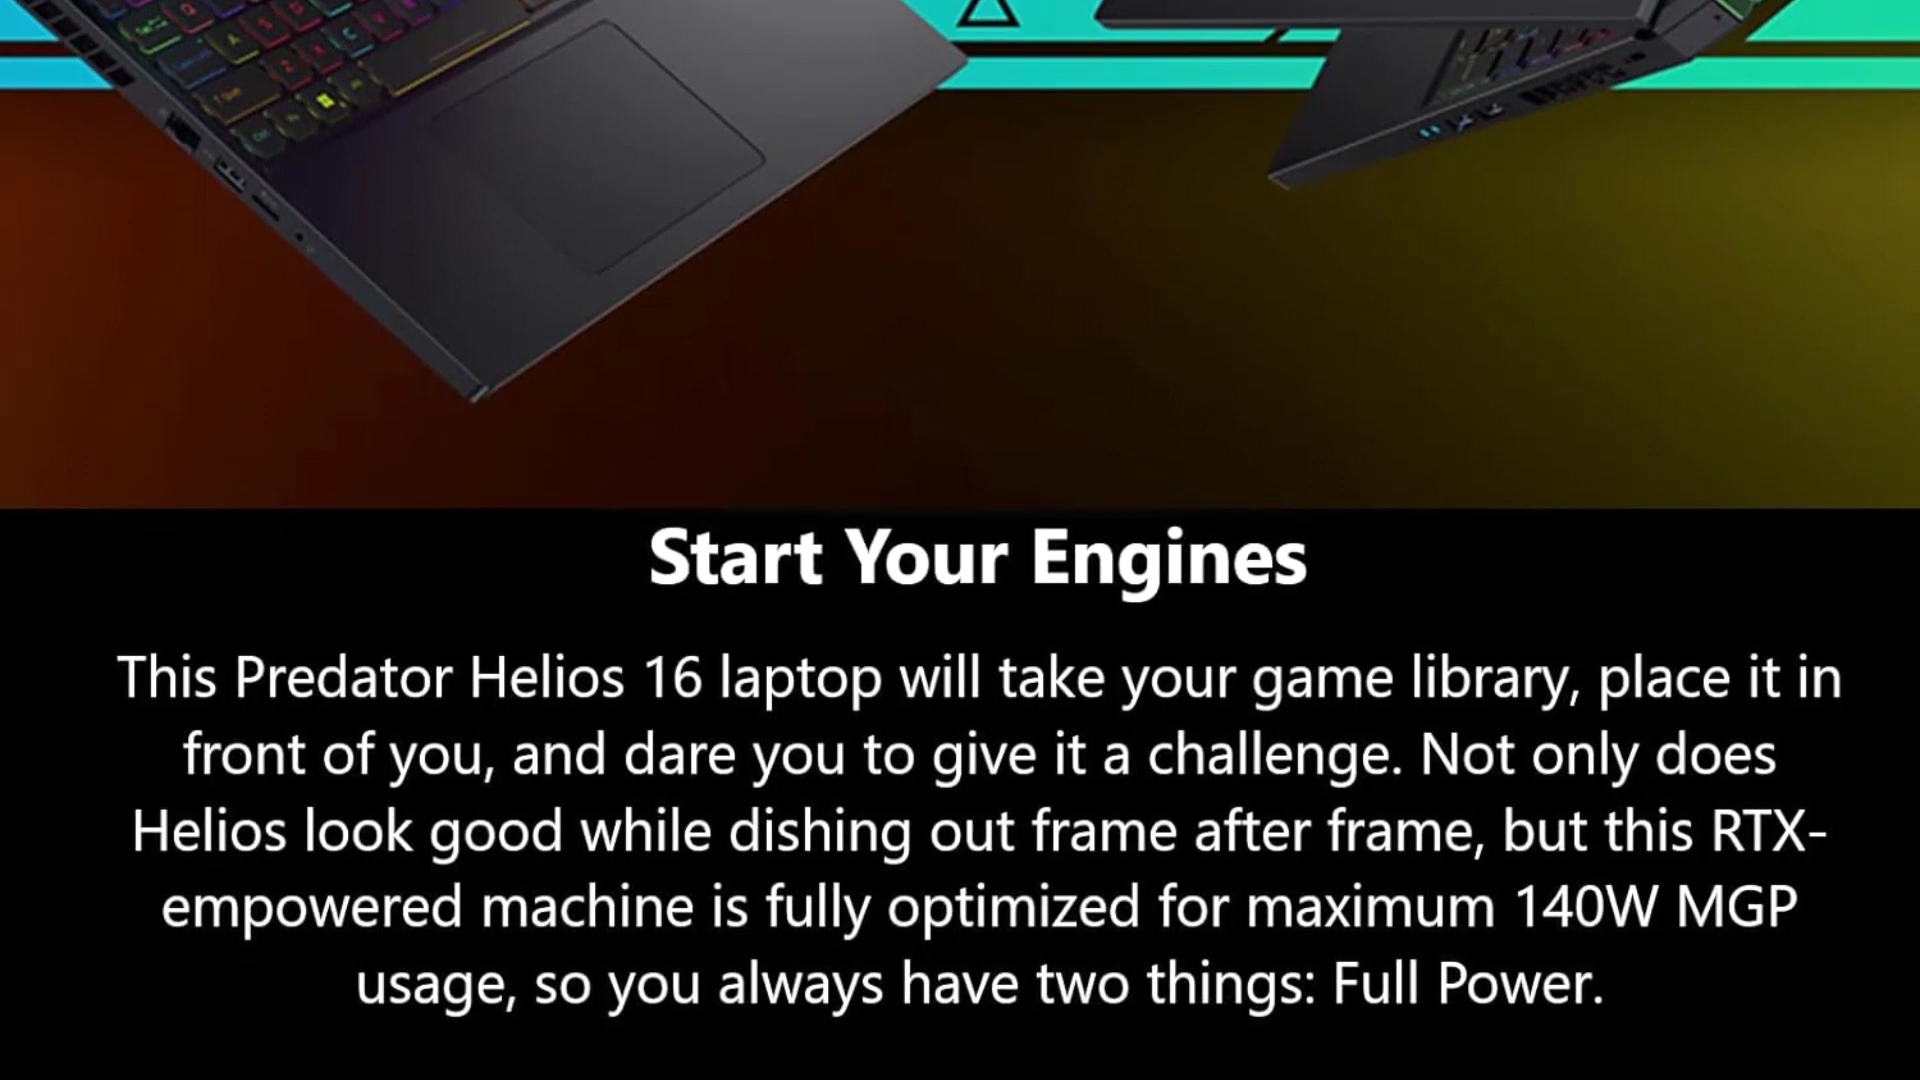 Start Your Engines
This Predator Helios 16 laptop will take your game library, place it in
front of you, and dare you to give it a challenge. Not only does
Helios look good while dishing out frame after frame, but this RTX-
empowered machine is fully optimized for maximum 140W MGP
usage, so you always have two things: Full Power.